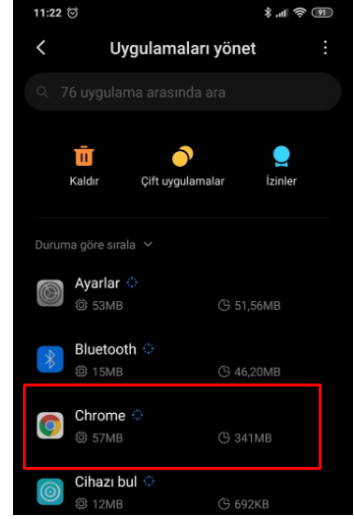 11:22 91
Uygulamaları yönet
76 uygulama arasında ara
Kaldır Çift uygulamalar İzinler
Duruma göre sırala
Ayarlar
53MB 51,56MB
Bluetooth
15MB 46,20MB
Chrome
57MB 341MB
Cihazı bul
12MB 692KB